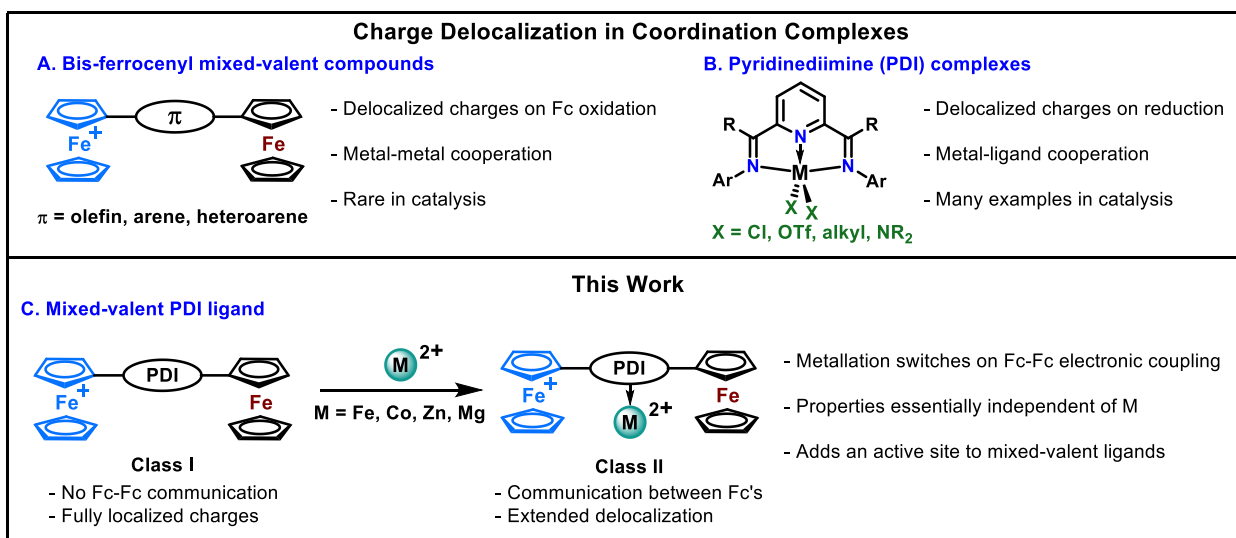 Charge Delocalization in Coordination Complexes
A. Bis-ferrocenyl mixed-valent compounds
Fe
+
π
Fe
- Delocalized charges on Fc oxidation
- Metal-metal cooperation
- Rare in catalysis
π = olefin, arene, heteroarene
B. Pyridinediimine (PDI) complexes
R
R
N
N
N
M
Ar
Ar
X
X
X = Cl, OTf, alkyl, NR₂
- Delocalized charges on reduction
- Metal-ligand cooperation
- Many examples in catalysis
This Work
C. Mixed-valent PDI ligand
Fe
+
PDI
Fe
Class I
- No Fc-Fc communication
- Fully localized charges
M 2+
M = Fe, Co, Zn, Mg
Fe
+
PDI
M 2+
Fe
Class II
- Communication between Fc's
- Extended delocalization
- Metallation switches on Fc-Fc electronic coupling
- Properties essentially independent of M
- Adds an active site to mixed-valent ligands